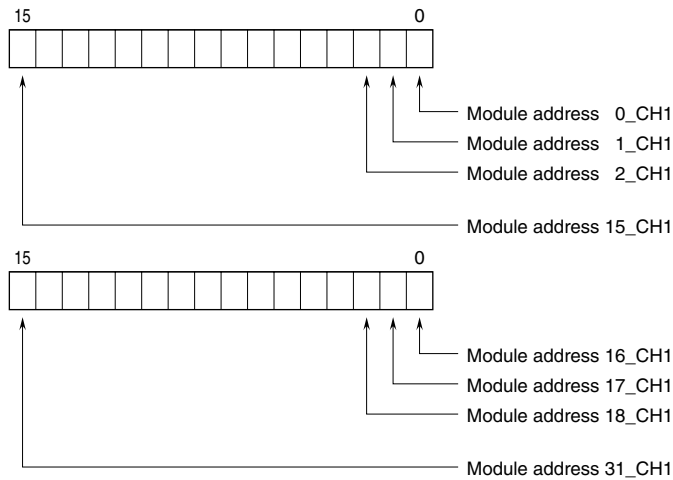 15 0
Module address 0_CH1
Module address 1_CH1
Module address 2_CH1
Module address 15_CH1
15 0
Module address 16_CH1
Module address 17_CH1
Module address 18_CH1
Module address 31_CH1